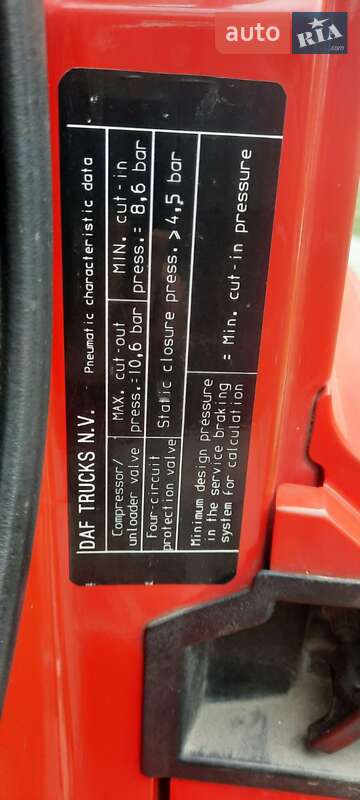 auto RIA.com
DAF TRUCKS N.V. Pneumatic characteristic data
Compressor/
unloader valve
MAX. cut-out
press.=10,6 bar
MIN. cut-in
press.= 8,6 bar
Four-circuit
protection valve
Static closure press. > 4,5 bar
Minimum design pressure
in the service braking
system for calculation
= Min. cut-in pressure